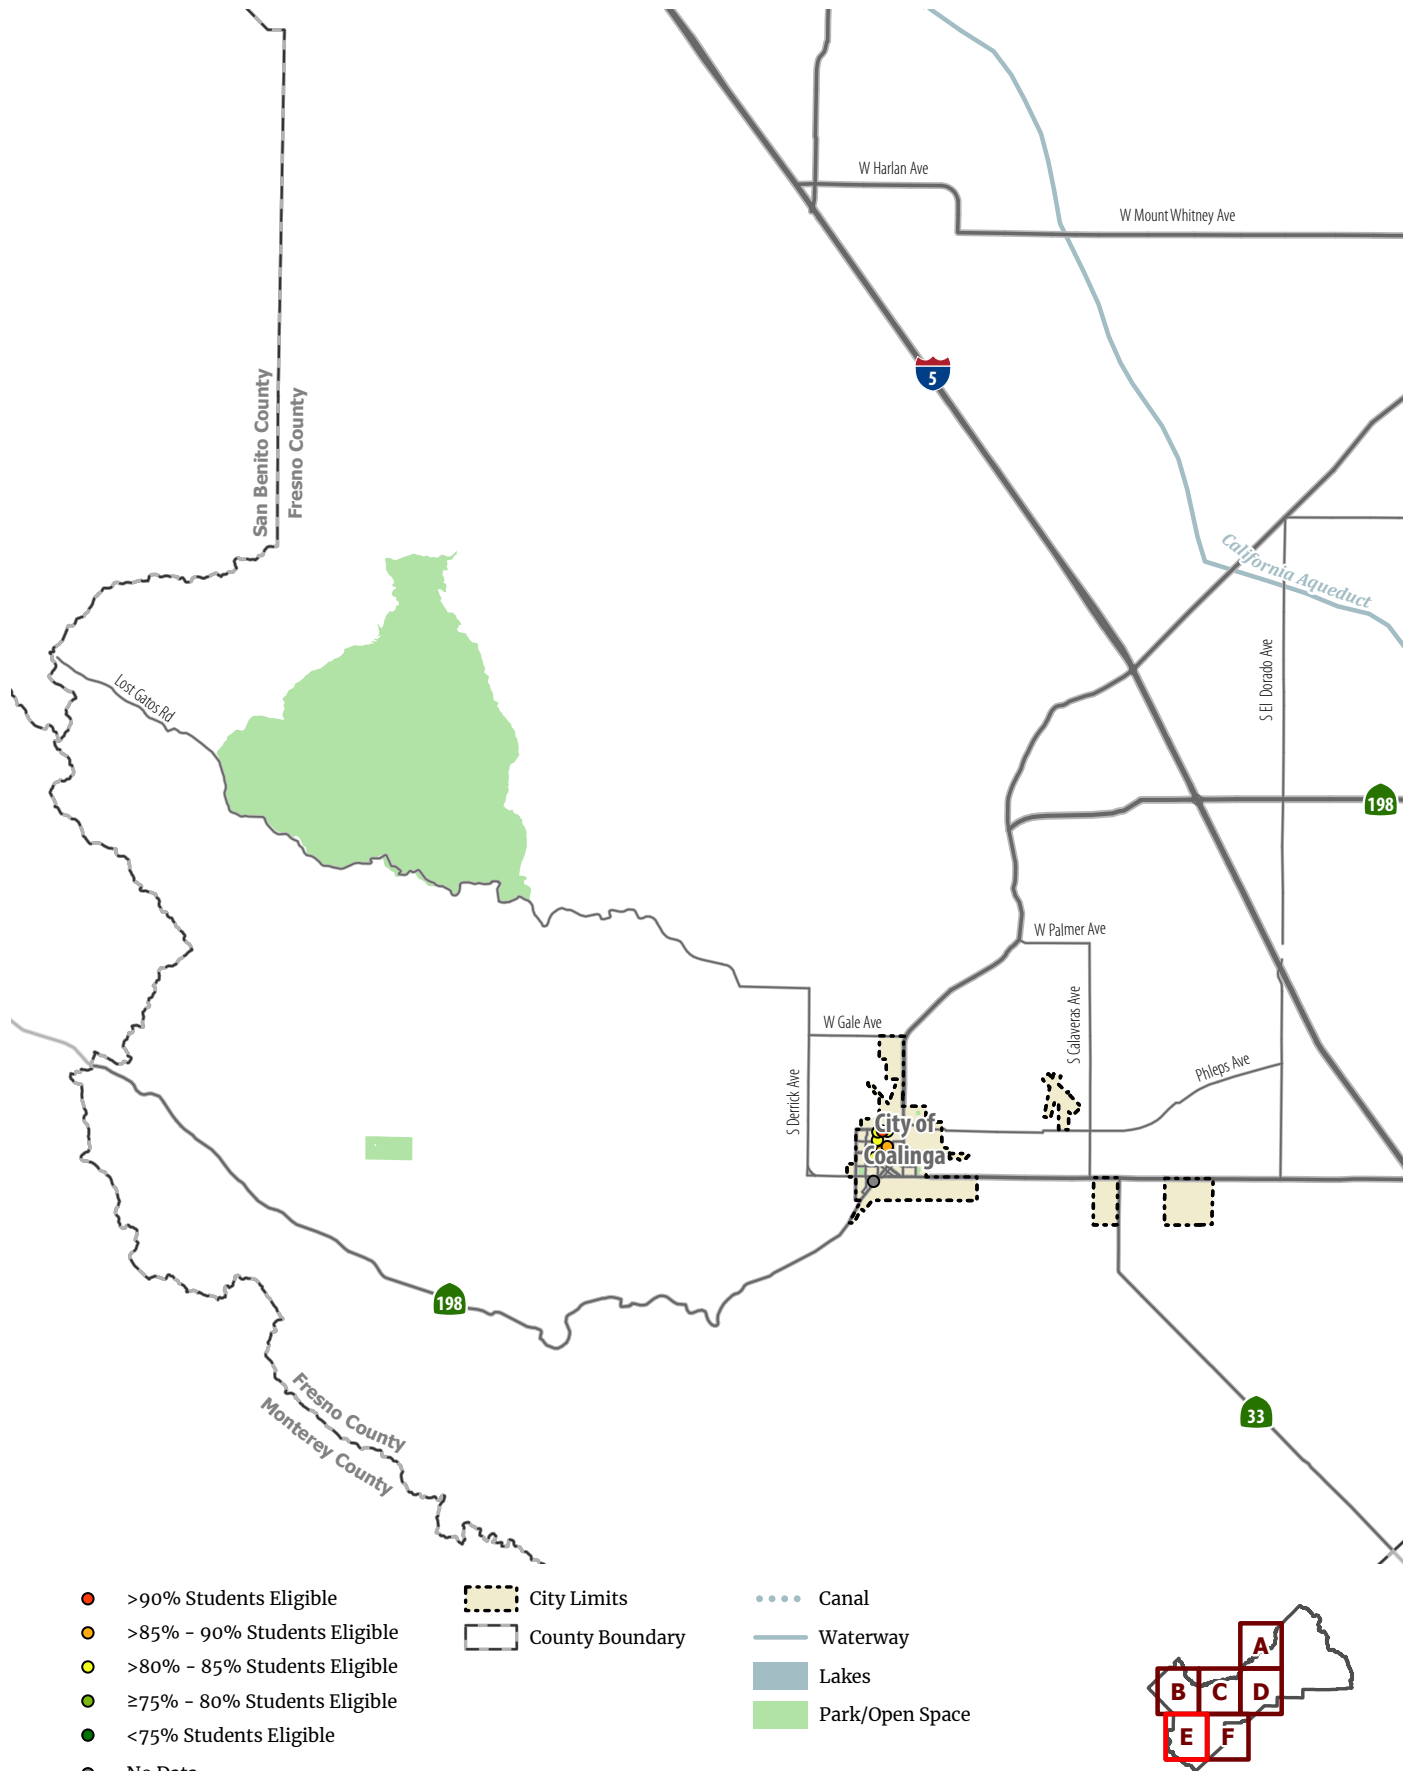 W Harlan Ave
W Mount Whitney Ave
5
San Benito County
Fresno County
California Aqueduct
S El Dorado Ave
Lost Gatos Rd
198
W Palmer Ave
S Calaveras Ave
W Gale Ave
Phleps Ave
S Derrick Ave
City of
Coalinga
198
Fresno County
Monterey County
33
>90% Students Eligible
>85% - 90% Students Eligible
>80% - 85% Students Eligible
≥75% - 80% Students Eligible
<75% Students Eligible
No Data
City Limits
County Boundary
Canal
Waterway
Lakes
Park/Open Space
A
B C D
E F